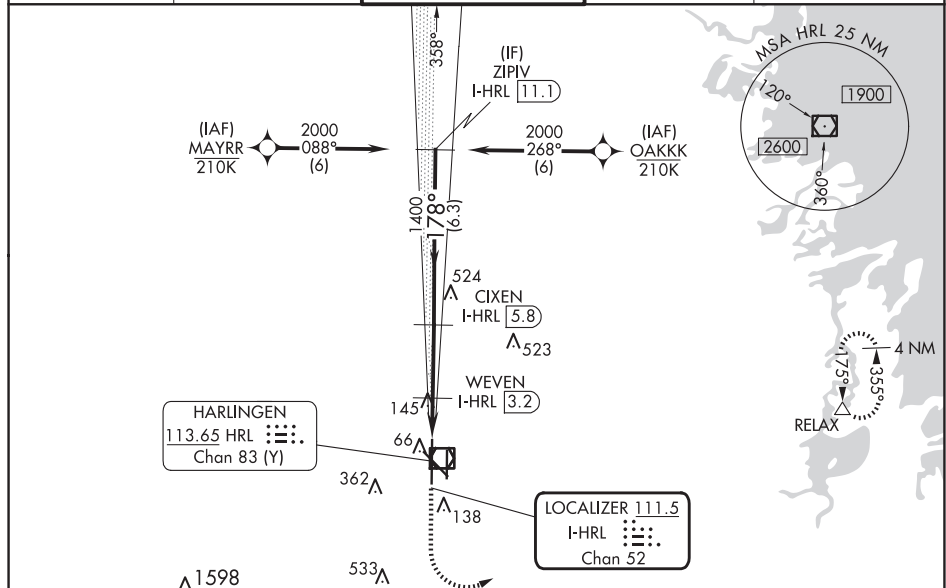 358°
(IF)
ZIPIV
I-HRL 11.1
(IAF)
MAYRR
210K
2000
088°
(6)
2000
268°
(6)
(IAF)
OAKKK
210K
MSA HRL 25 NM
120°
1900
2600
360°
1400
178°
(6.3)
524
CIXEN
I-HRL 5.8
523
WEVEN
I-HRL 3.2
145
4 NM
175°
355°
RELAX
HARLINGEN
113.65 HRL
Chan 83 (Y)
66
362
138
LOCALIZER 111.5
I-HRL
Chan 52
1598
533